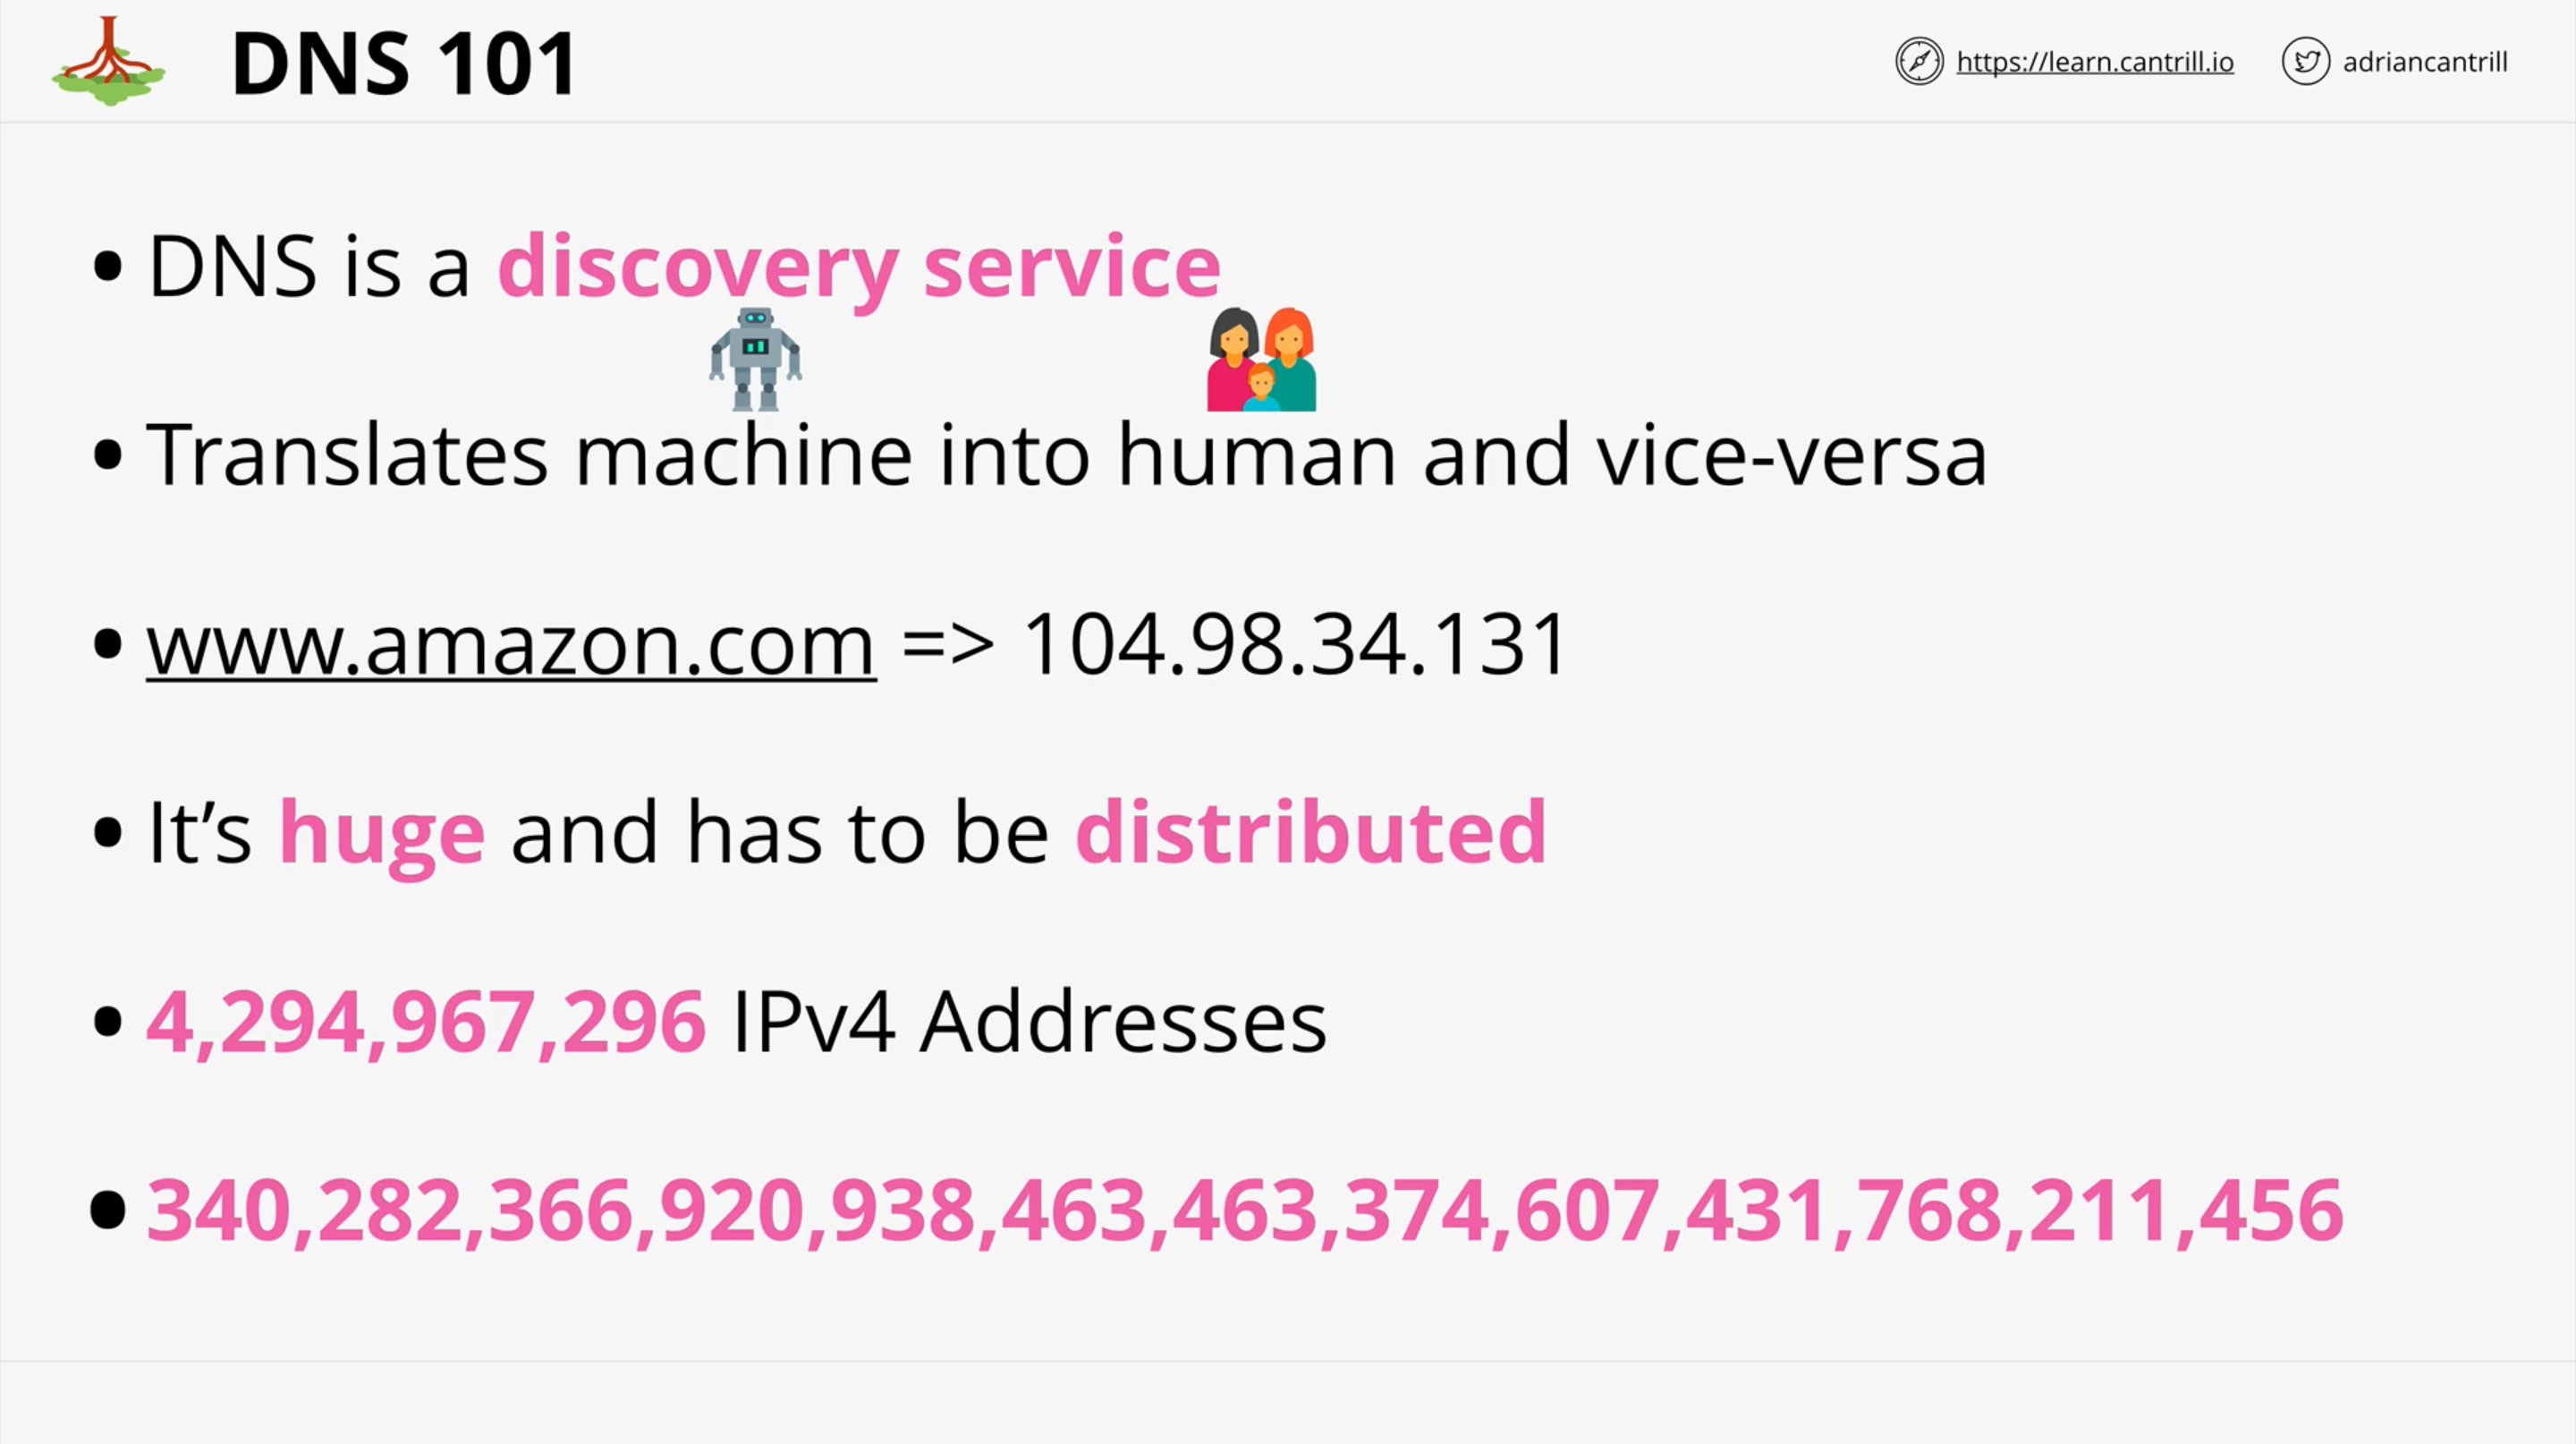 DNS 101
https://learn.cantrill.io
adriancantrill
• DNS is a discovery service
• Translates machine into human and vice-versa
• www.amazon.com => 104.98.34.131
• It’s huge and has to be distributed
• 4,294,967,296 IPv4 Addresses
• 340,282,366,920,938,463,463,374,607,431,768,211,456